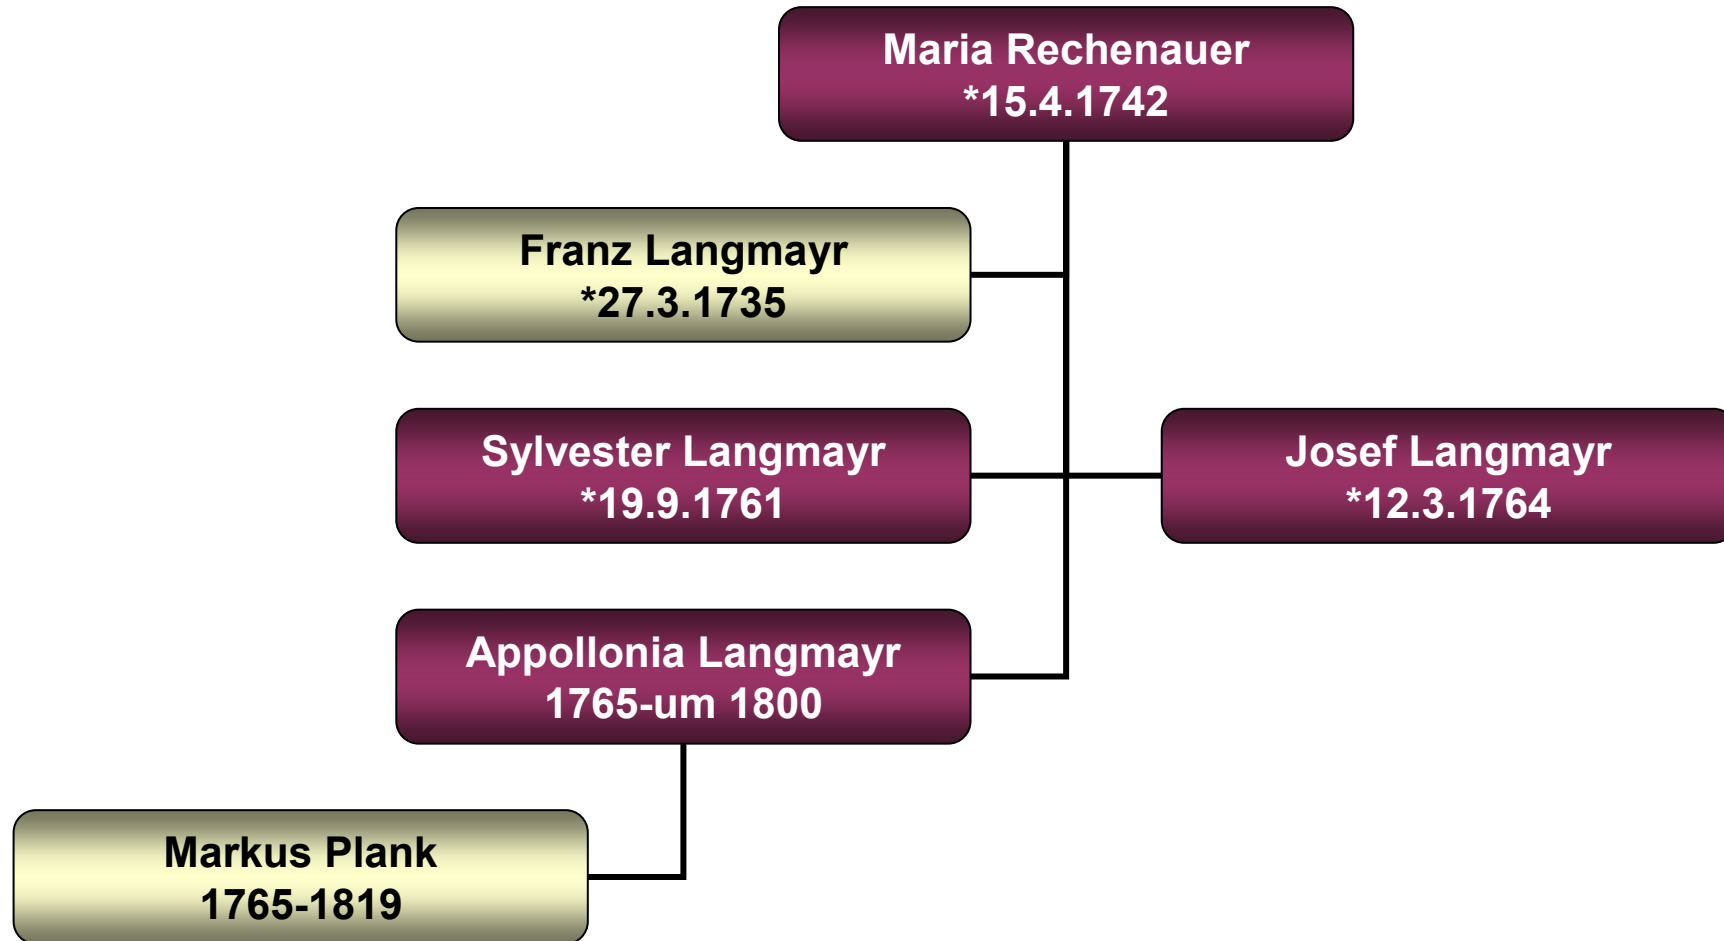 Maria Rechenauer
*15.4.1742
Franz Langmayr
*27.3.1735
Sylvester Langmayr
*19.9.1761
Josef Langmayr
*12.3.1764
Appollonia Langmayr
1765-um 1800
Markus Plank
1765-1819